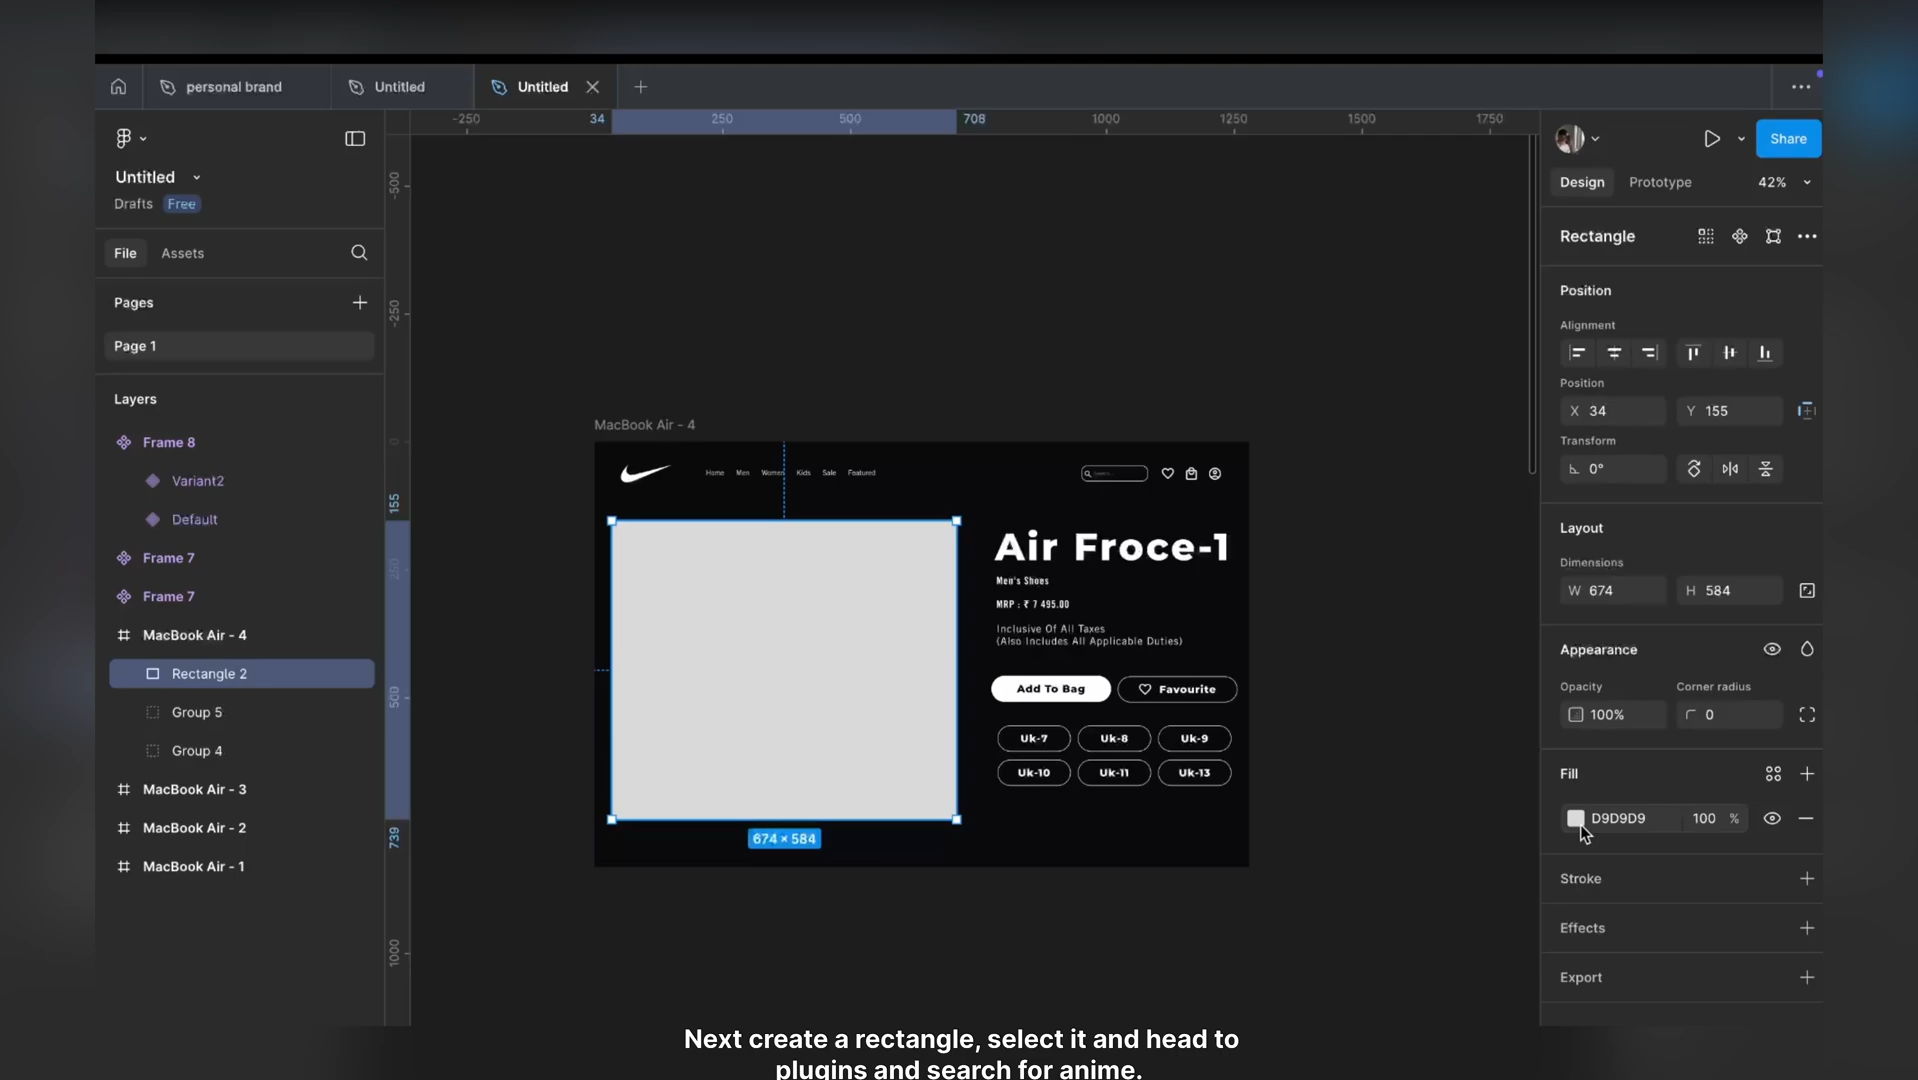 personal brand
Untitled
Untitled
Untitled
Drafts
Free
File
Assets
Pages
Page 1
Layers
Frame 8
Variant2
Default
Frame 7
Frame 7
MacBook Air - 4
Rectangle 2
Group 5
Group 4
MacBook Air - 3
MacBook Air - 2
MacBook Air - 1
-250
34
250
500
708
1000
1250
1500
1750
-500
-250
0
155
250
500
739
1000
MacBook Air - 4
Home
Men
Women
Kids
Sale
Featured
Air Froce-1
Men's Shoes
MRP : ₹ 7 495.00
Inclusive Of All Taxes
(Also Includes All Applicable Duties)
Add To Bag
Favourite
Uk-7
Uk-8
Uk-9
Uk-10
Uk-11
Uk-13
674 × 584
Share
Design
Prototype
42%
Rectangle
Position
Alignment
Position
X 34
Y 155
Transform
0°
Layout
Dimensions
W 674
H 584
Appearance
Opacity
Corner radius
100%
0
Fill
D9D9D9
100 %
Stroke
Effects
Export
Next create a rectangle, select it and head to
plugins and search for anime.